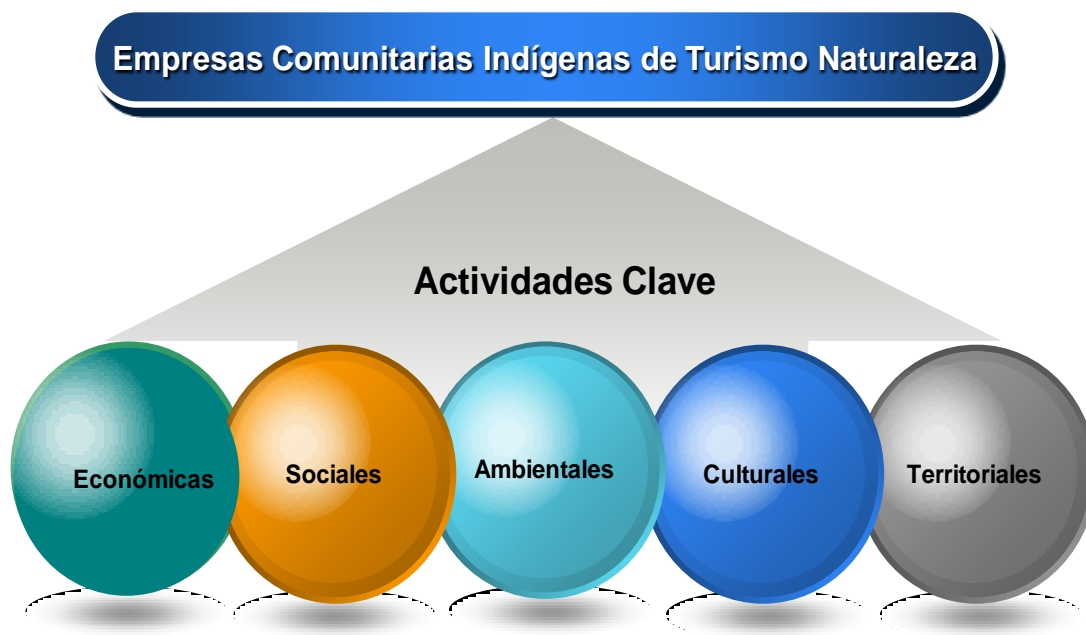 Empresas Comunitarias Indígenas de Turismo Naturaleza
Actividades Clave
Económicas
Sociales
Ambientales
Culturales
Territoriales